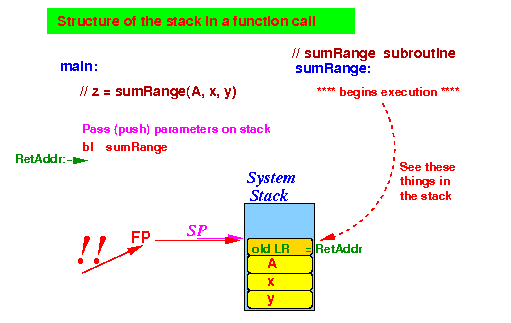 Structure of the stack in a function call
main:
// z = sumRange(A, x, y)
Pass (push) parameters on stack
bl sumRange
RetAddr:
// sumRange subroutine
sumRange:
**** begins execution ****
See these
things in
the stack
System
Stack
SP
FP
!!
old LR = RetAddr
A
x
y